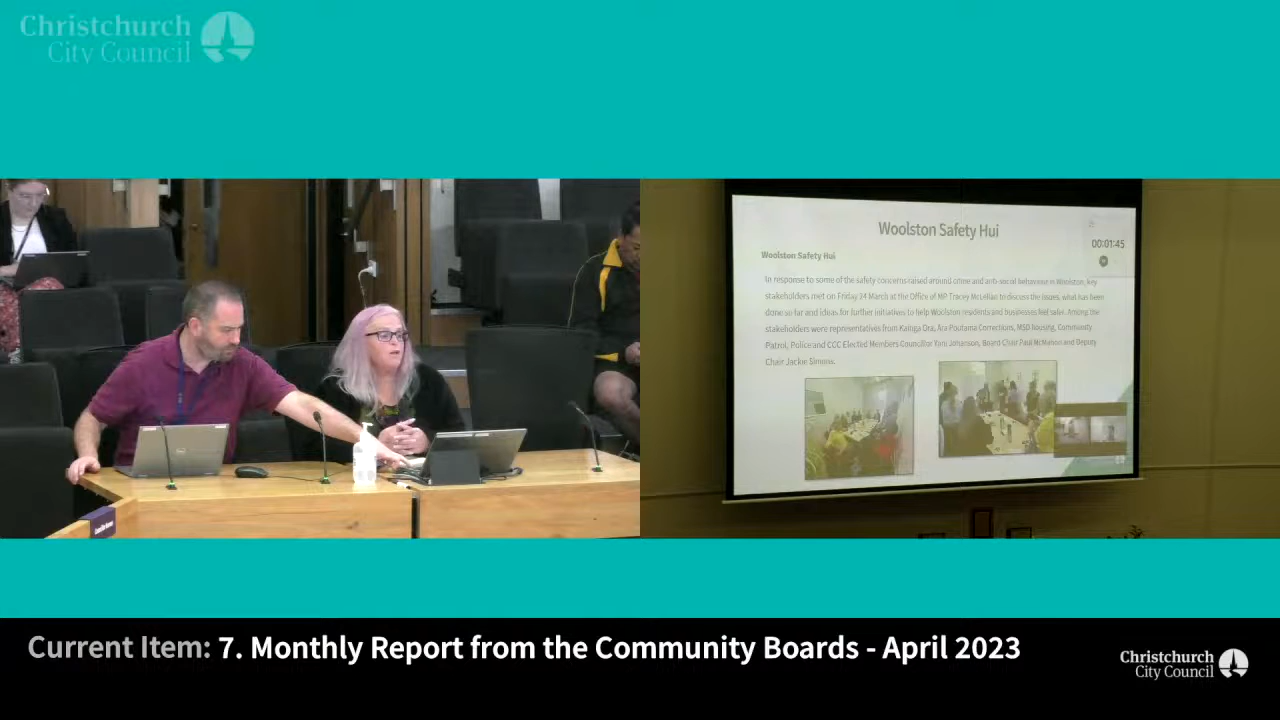 Christchurch
City Council
Woolston Safety Hui
00:01:45
Woolston Safety Hui
In response to some of the safety concerns raised around crime and anti-social behaviour in Woolston, key
stakeholders met on Friday 24 March at the Office of MP Tracey McLellan to discuss the issues, what has been
done so far and ideas for further initiatives to help Woolston residents and businesses feel safer. Among the
stakeholders were representatives from Kainga Ora, Ara Poutama Corrections, MSD Housing, Community
Patrol, Police and CCC Elected Members Councillor Yani Johanson, Board Chair Paul McMahon and Deputy
Chair Jackie Simons.
Current Item: 7. Monthly Report from the Community Boards - April 2023
Christchurch
City Council